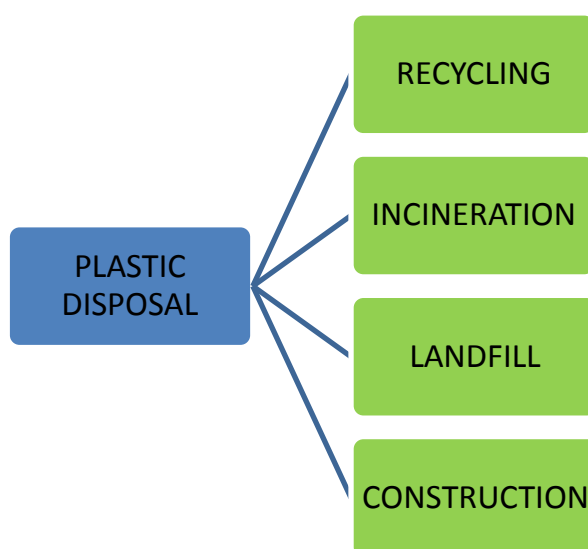 RECYCLING
INCINERATION
PLASTIC
DISPOSAL
LANDFILL
CONSTRUCTION